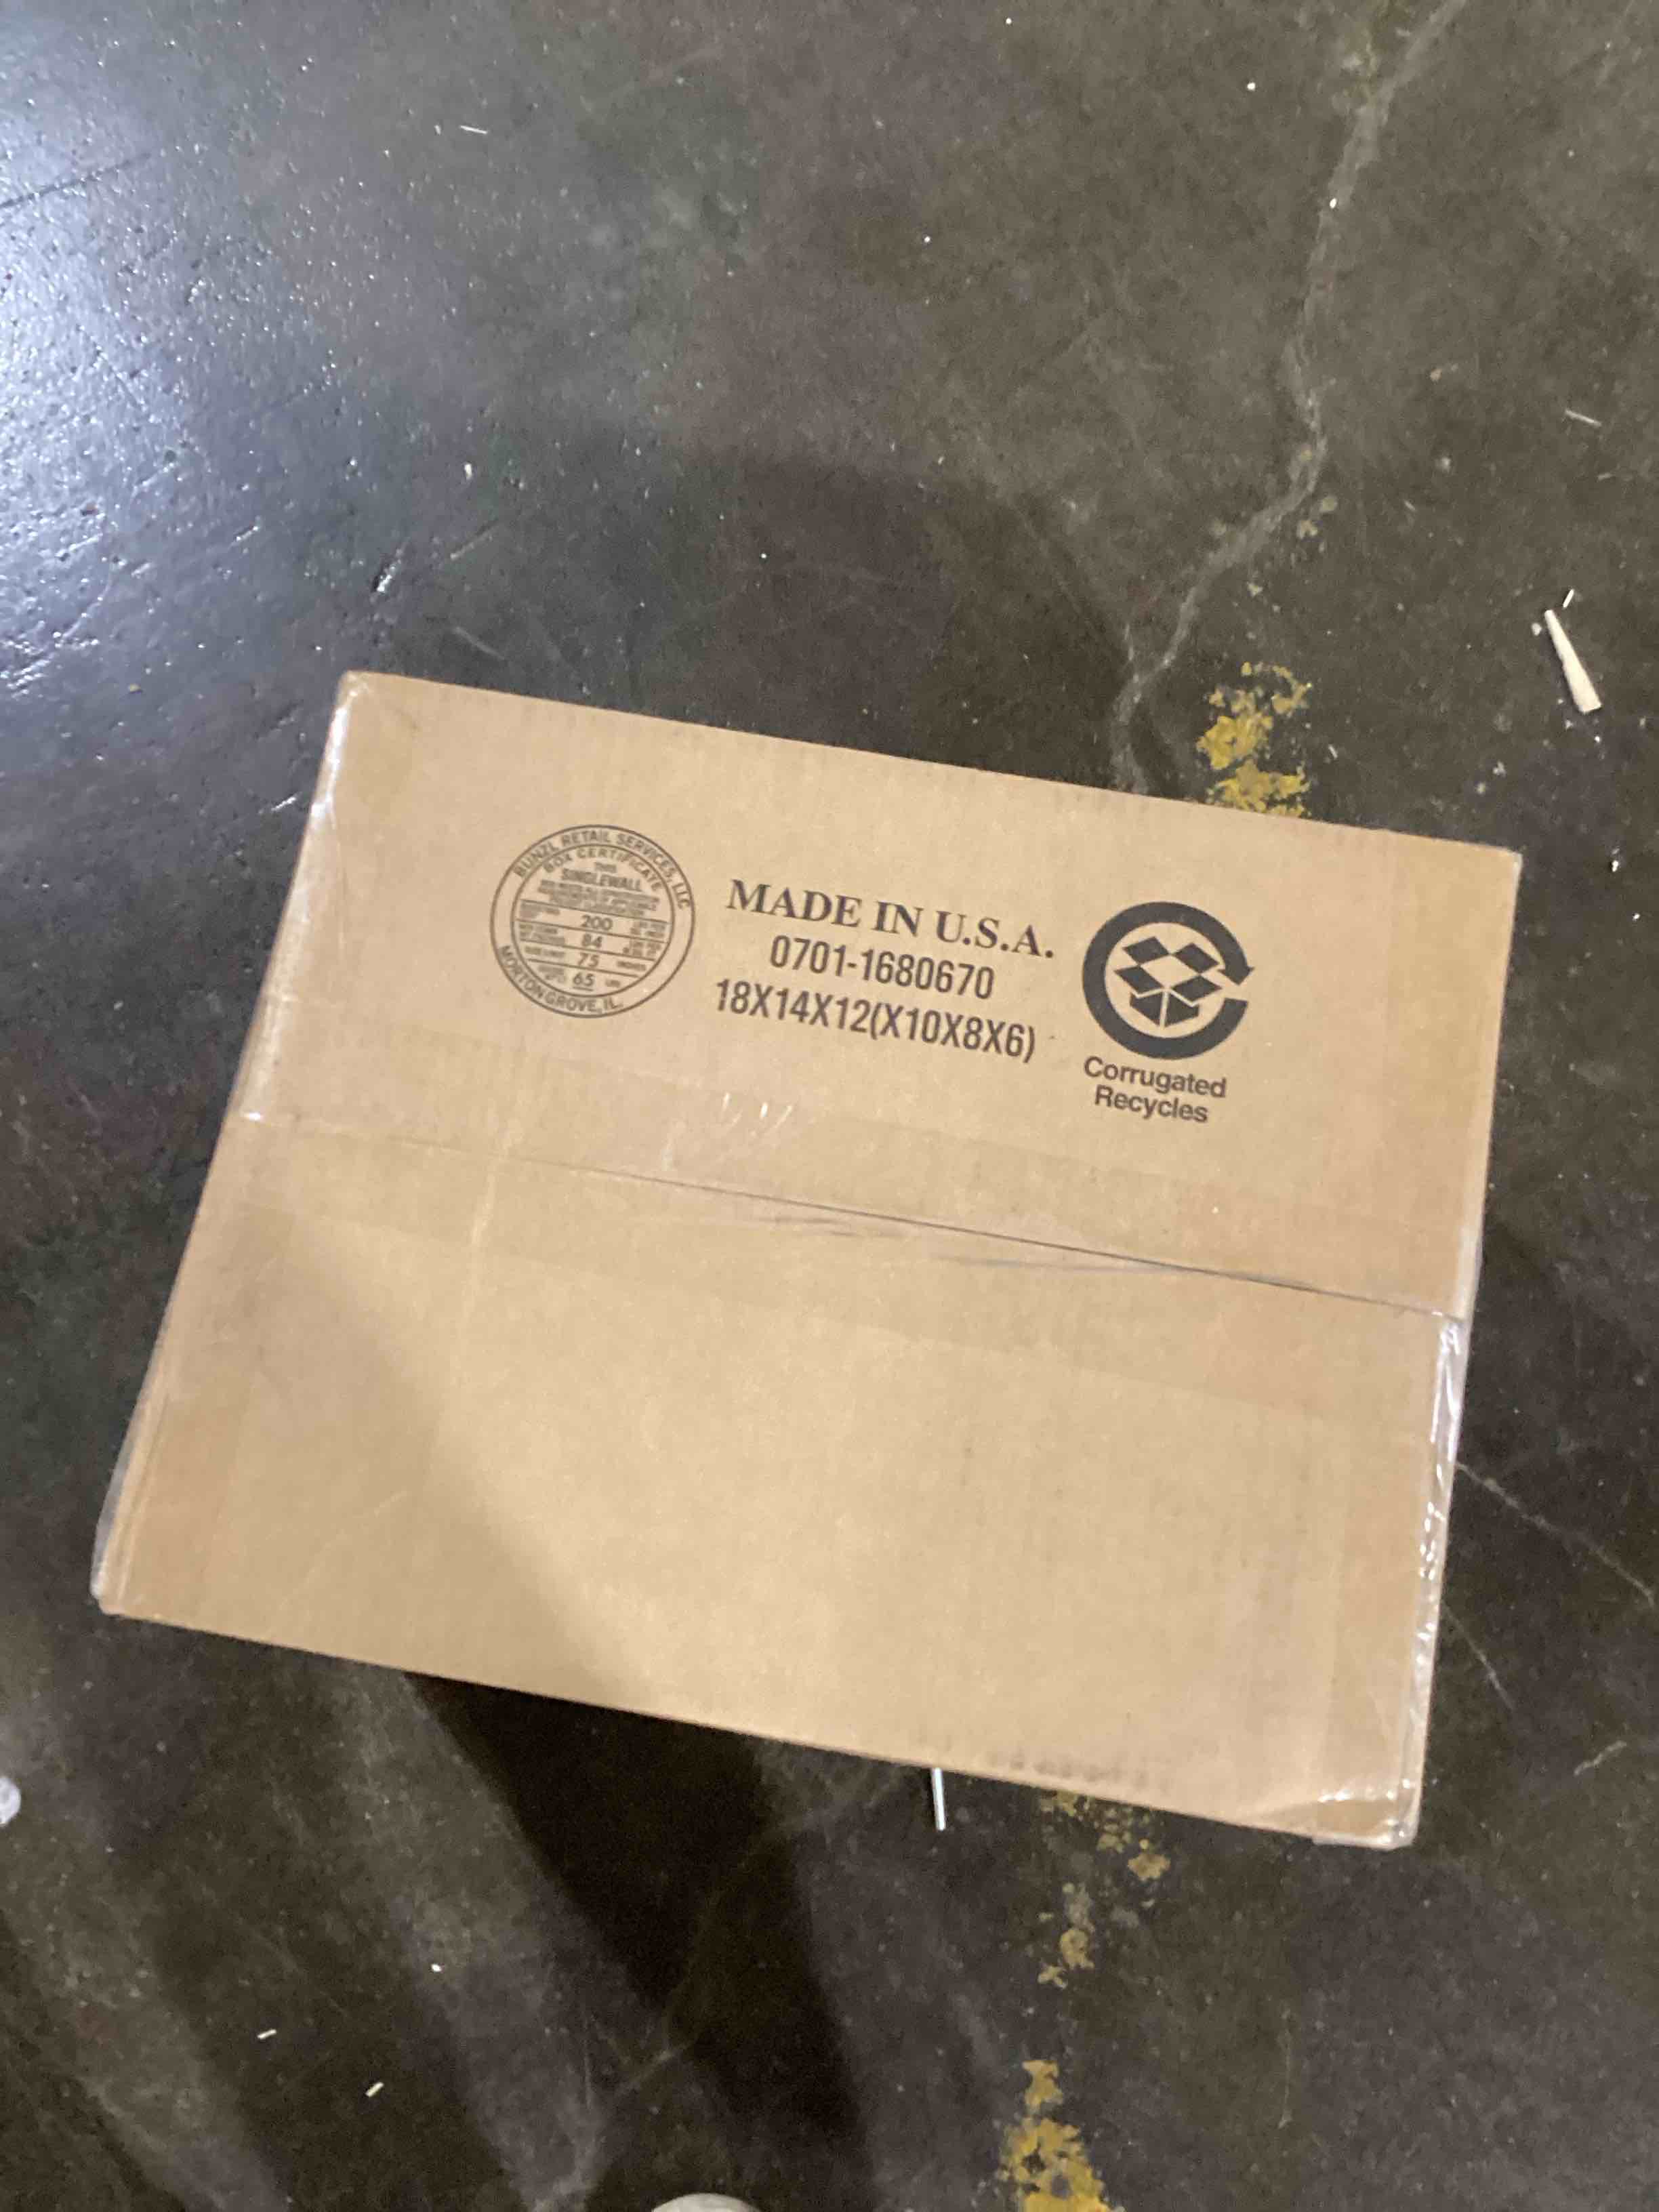 BUNZL RETAIL SERVICES, LLC
BOX CERTIFICATE
THIS
SINGLEWALL
200
84
75
65
MORTON GROVE, IL.
MADE IN U.S.A.
0701-1680670
18X14X12(X10X8X6)
Corrugated
Recycles